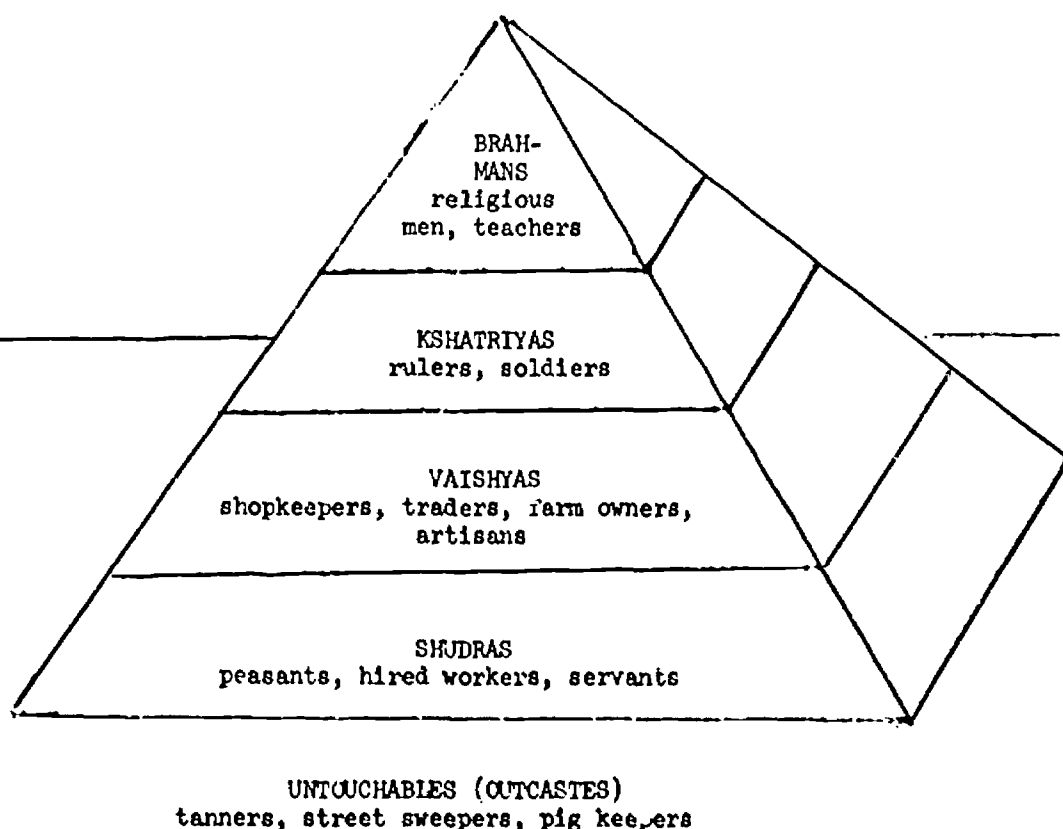 BRAH-
MANS
religious
men, teachers
KSHATRIYAS
rulers, soldiers
VAISHYAS
shopkeepers, traders, farm owners,
artisans
SHUDRAS
peasants, hired workers, servants
UNTOUCHABLES (OUTCASTES)
tanners, street sweepers, pig keepers